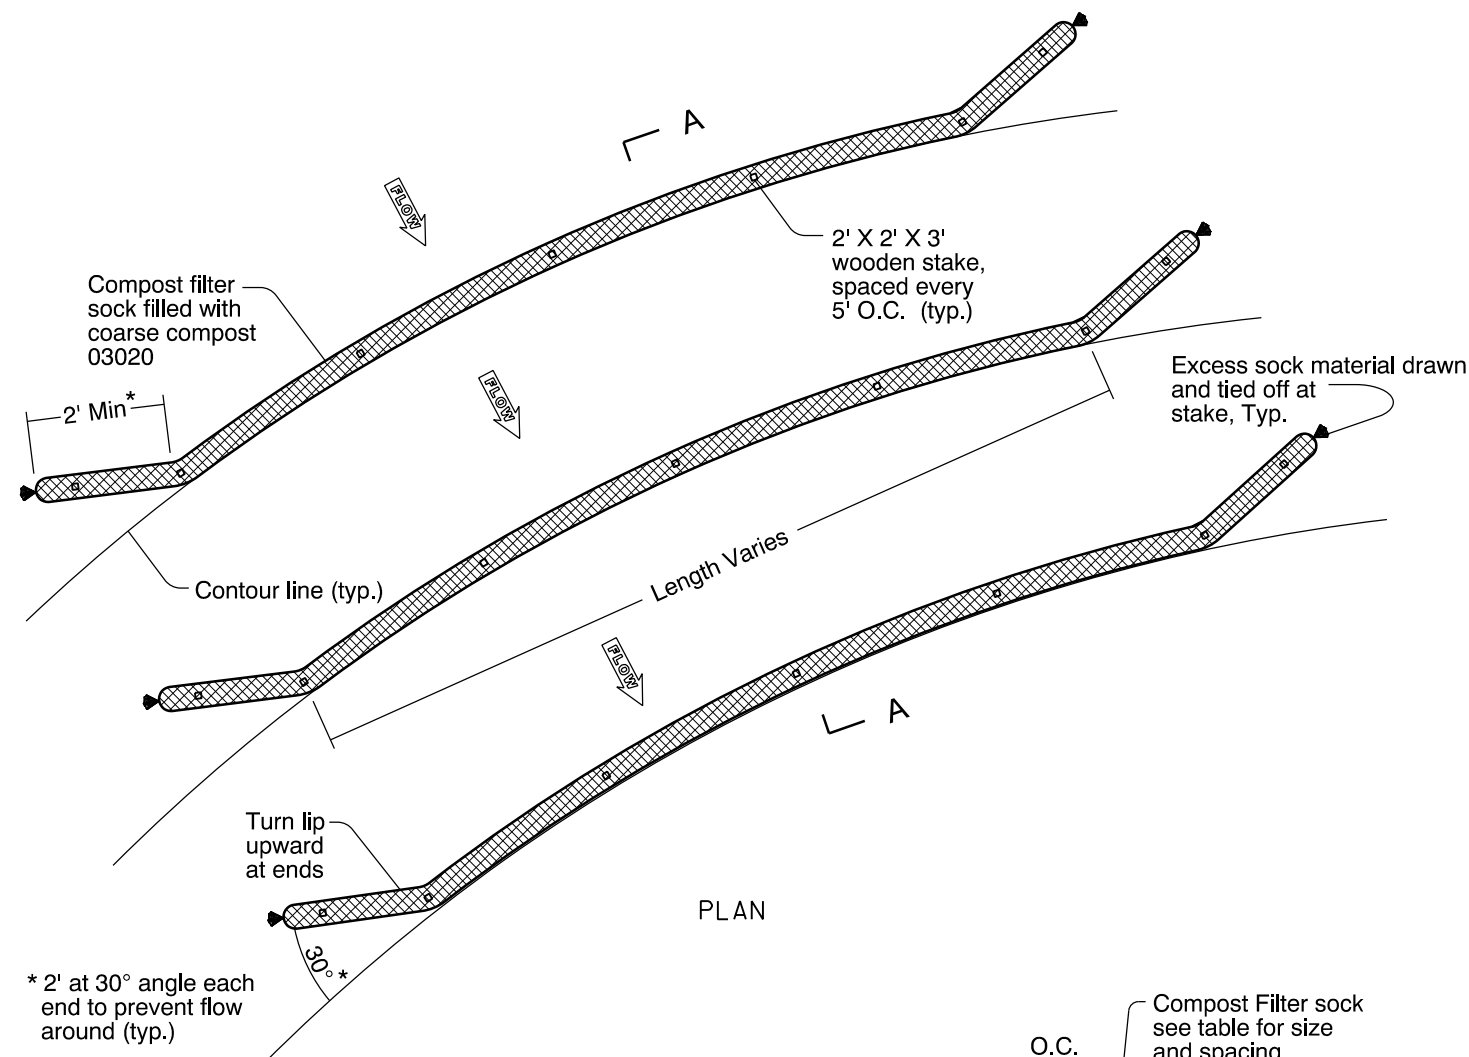 A
FLOW
2' X 2' X 3'
wooden stake,
spaced every
5' O.C. (typ.)
Compost filter
sock filled with
coarse compost
03020
2' Min*
FLOW
Excess sock material drawn
and tied off at
stake, Typ.
Contour line (typ.)
Length Varies
FLOW
A
Turn lip
upward
at ends
PLAN
30° *
* 2' at 30° angle each
end to prevent flow
around (typ.)
O.C.
Compost Filter sock
see table for size
and spacing